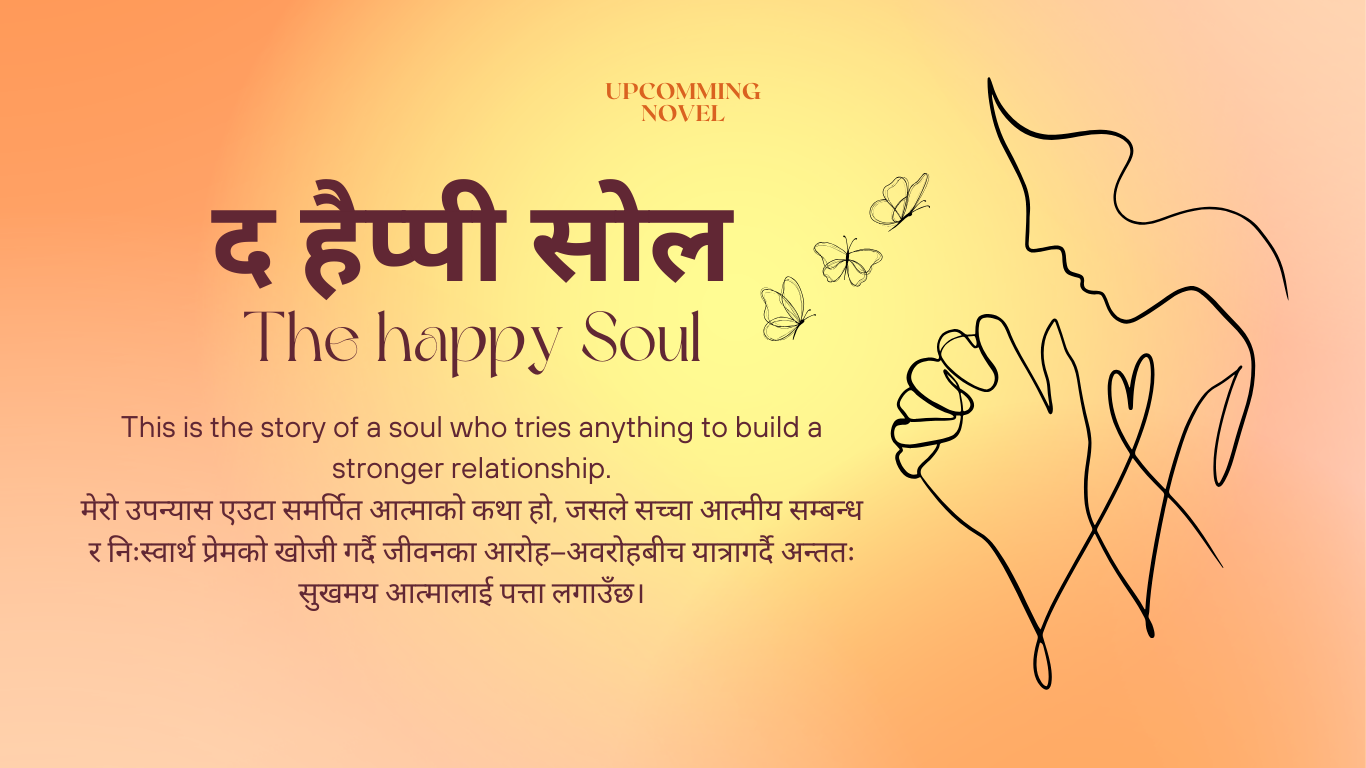 UPCOMMING
NOVEL
द हैप्पी सोल
The happy Soul
This is the story of a soul who tries anything to build a
stronger relationship.
मेरो उपन्यास एउटा समर्पित आत्माको कथा हो, जसले सच्चा आत्मीय सम्बन्ध
र निःस्वार्थ प्रेमको खोजी गर्दै जीवनका आरोह–अवरोहबीच यात्रागर्दै अन्ततः
सुखमय आत्मालाई पत्ता लगाउँछ।